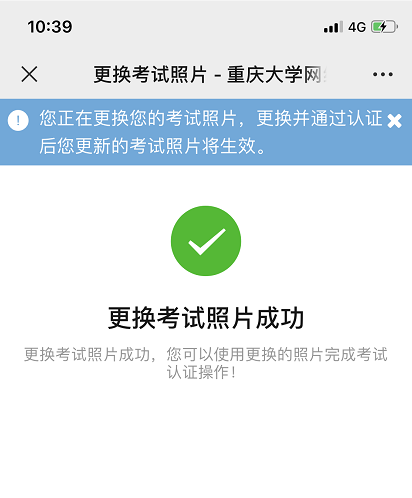 10:39
4G
更换考试照片 - 重庆大学网
您正在更换您的考试照片，更换并通过认证
后您更新的考试照片将生效。
更换考试照片成功
更换考试照片成功，您可以使用更换的照片完成考试
认证操作！